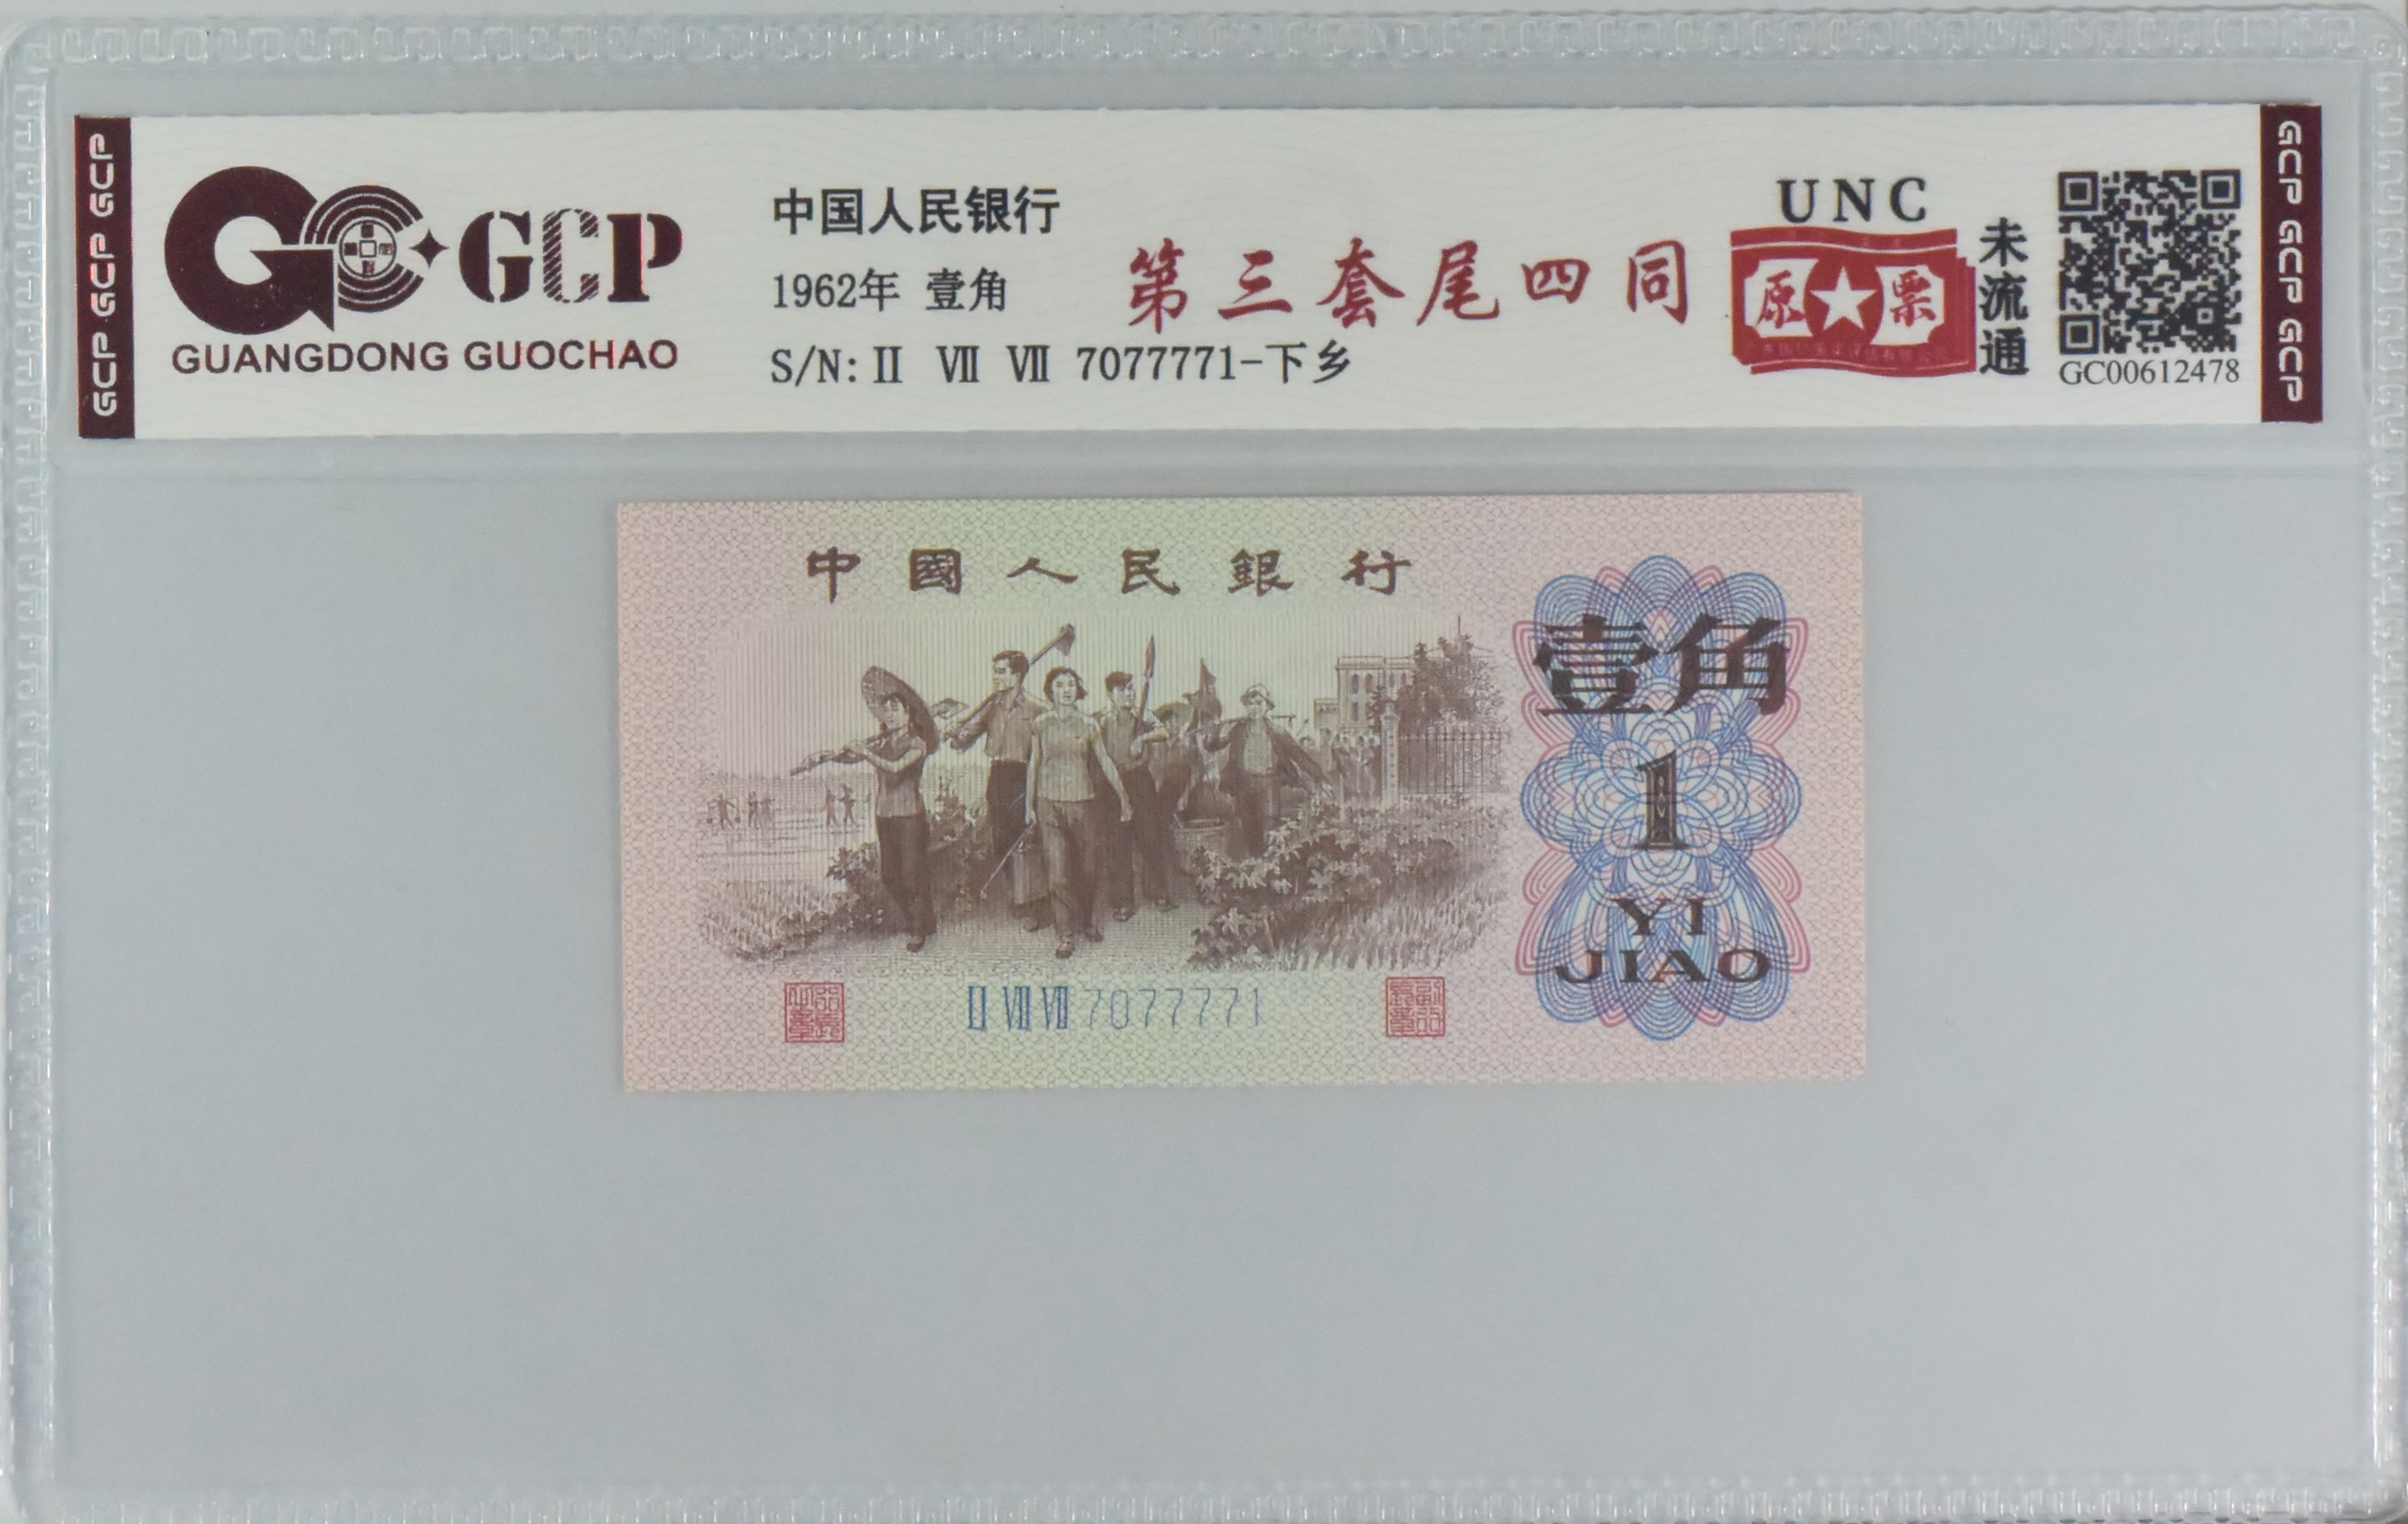 GCP GCP GCP
GCP
GUANGDONG GUOCHAO
中国人民银行
1962年 壹角
S/N: II VII VII 7077771-下乡
第三套尾四同
UNC
原★票
未流通
GC00612478
GCP GCP GCP
中國人民銀行
壹角
1
YI
JIAO
II VII VII 7077771